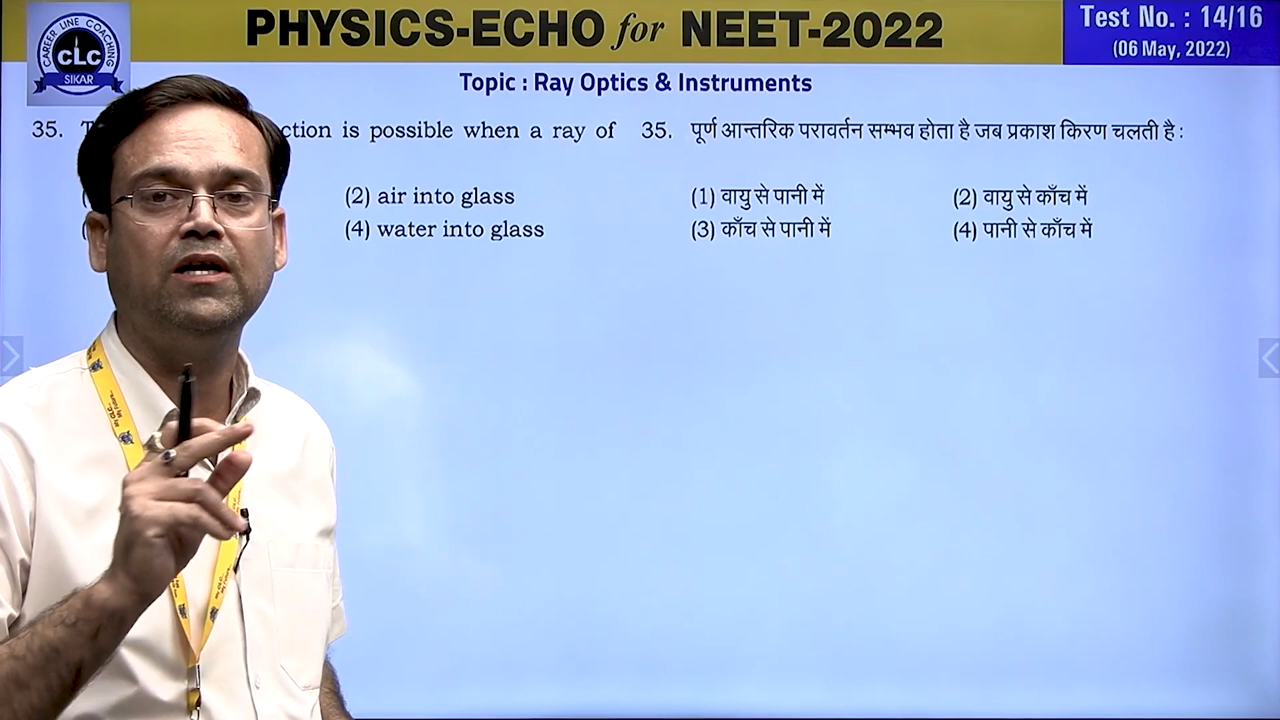 PHYSICS-ECHO for NEET-2022
Test No. : 14/16
(06 May, 2022)
CAREER LINE COACHING
CLC
SIKAR
Topic : Ray Optics & Instruments
35. is possible when a ray of
(2) air into glass
(4) water into glass
35. पूर्ण आन्तरिक परावर्तन सम्भव होता है जब प्रकाश किरण चलती है :
(1) वायु से पानी में (2) वायु से काँच में
(3) काँच से पानी में (4) पानी से काँच में